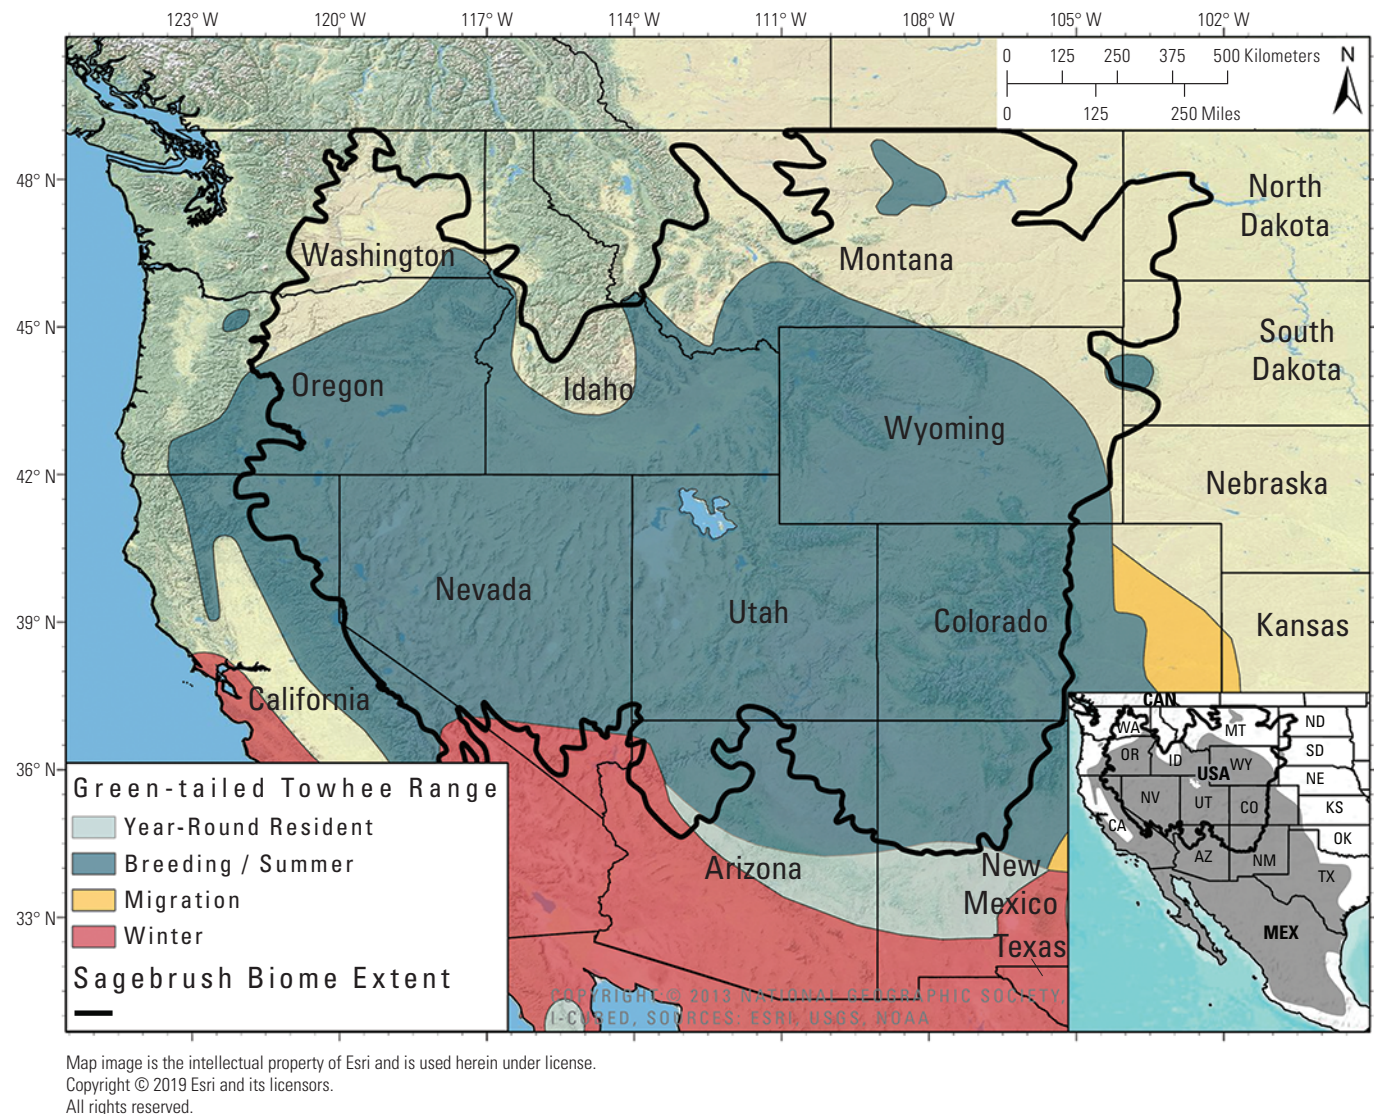 123° W 120° W 117° W 114° W 111° W 108° W 105° W 102° W
0 125 250 375 500 Kilometers
0 125 250 Miles
N
48° N
45° N
42° N
39° N
36° N
33° N
Washington
Montana
North
Dakota
South
Dakota
Oregon
Idaho
Wyoming
Nebraska
Nevada
Utah
Colorado
Kansas
California
Arizona
New
Mexico
Texas
Green-tailed Towhee Range
Year-Round Resident
Breeding / Summer
Migration
Winter
Sagebrush Biome Extent
CAN
WA
MT
ND
OR
ID
WY
SD
USA
NE
NV
UT
CO
KS
CA
OK
AZ
NM
TX
MEX
COPYRIGHT © 2013 NATIONAL GEOGRAPHIC SOCIETY,
I-CUBED, SOURCES: ESRI, USGS, NOAA
Map image is the intellectual property of Esri and is used herein under license.
Copyright © 2019 Esri and its licensors.
All rights reserved.